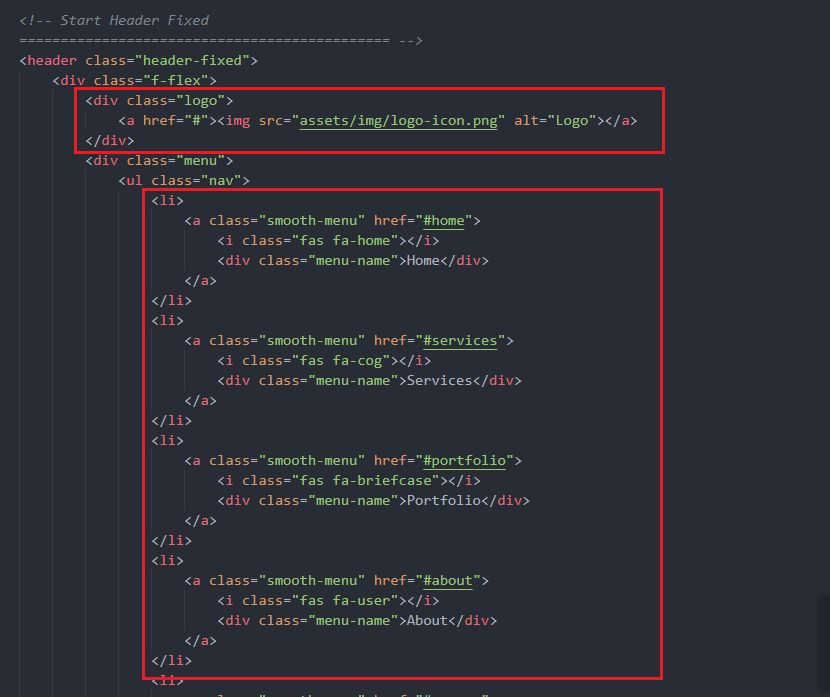 <!-- Start Header Fixed
============================================= -->
<header class="header-fixed">
<div class="f-flex">
<div class="logo">
<a href="#"><img src="assets/img/logo-icon.png" alt="Logo"></a>
</div>
<div class="menu">
<ul class="nav">
<li>
<a class="smooth-menu" href="#home">
<i class="fas fa-home"></i>
<div class="menu-name">Home</div>
</a>
</li>
<li>
<a class="smooth-menu" href="#services">
<i class="fas fa-cog"></i>
<div class="menu-name">Services</div>
</a>
</li>
<li>
<a class="smooth-menu" href="#portfolio">
<i class="fas fa-briefcase"></i>
<div class="menu-name">Portfolio</div>
</a>
</li>
<li>
<a class="smooth-menu" href="#about">
<i class="fas fa-user"></i>
<div class="menu-name">About</div>
</a>
</li>
<li>